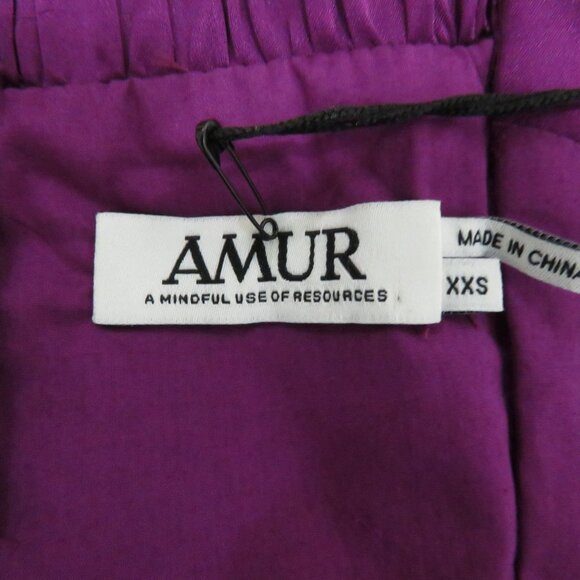 AMUR
A MINDFUL USE OF RESOURCES
MADE IN CHINA
XXS